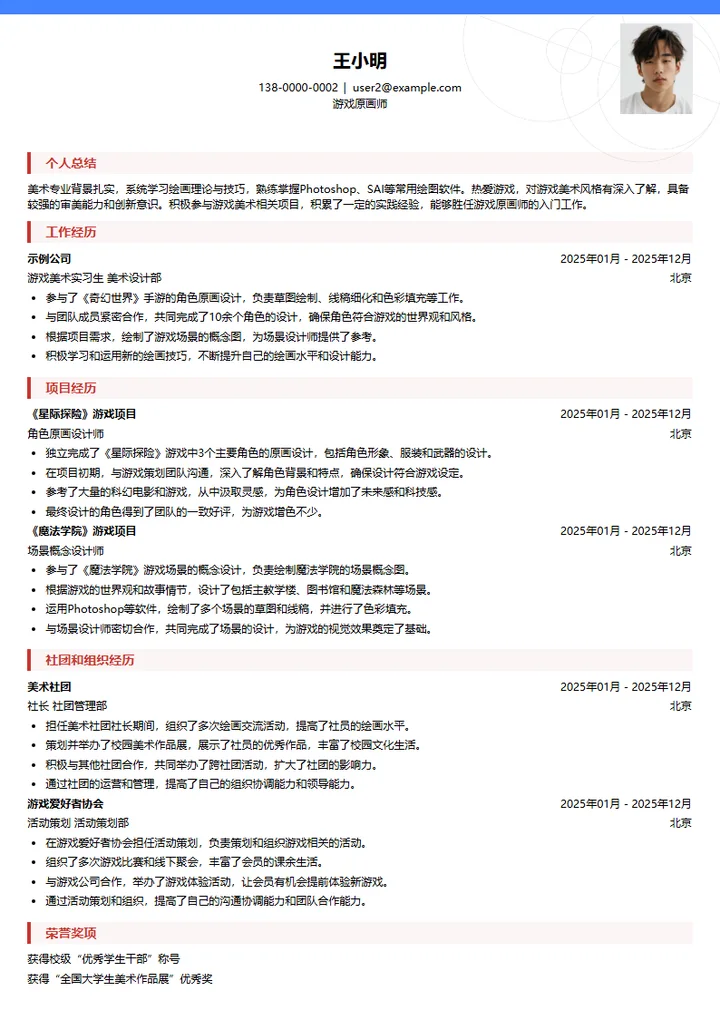 王小明
138-0000-0002 | user2@example.com
游戏原画师
个人总结
美术专业背景扎实，系统学习绘画理论与技巧，熟练掌握Photoshop、SAI等常用绘图软件。热爱游戏，对游戏美术风格有深入了解，具备
较强的审美能力和创新意识。积极参与游戏美术相关项目，积累了一定的实践经验，能够胜任游戏原画师的入门工作。
工作经历
示例公司 2025年01月 - 2025年12月
游戏美术实习生 美术设计部 北京
• 参与了《奇幻世界》手游的角色原画设计，负责草图绘制、线稿细化和色彩填充等工作。
• 与团队成员紧密合作，共同完成了10余个角色的设计，确保角色符合游戏的世界观和风格。
• 根据项目需求，绘制了游戏场景的概念图，为场景设计师提供了参考。
• 积极学习和运用新的绘画技巧，不断提升自己的绘画水平和设计能力。
项目经历
《星际探险》游戏项目 2025年01月 - 2025年12月
角色原画设计师 北京
• 独立完成了《星际探险》游戏中3个主要角色的原画设计，包括角色形象、服装和武器的设计。
• 在项目初期，与游戏策划团队沟通，深入了解角色背景和特点，确保设计符合游戏设定。
• 参考了大量的科幻电影和游戏，从中汲取灵感，为角色设计增加了未来感和科技感。
• 最终设计的角色得到了团队的一致好评，为游戏增色不少。
《魔法学院》游戏项目 2025年01月 - 2025年12月
场景概念设计师 北京
• 参与了《魔法学院》游戏场景的概念设计，负责绘制魔法学院的场景概念图。
• 根据游戏的世界观和故事情节，设计了包括主教学楼、图书馆和魔法森林等场景。
• 运用Photoshop等软件，绘制了多个场景的草图和线稿，并进行了色彩填充。
• 与场景设计师密切合作，共同完成了场景的设计，为游戏的视觉效果奠定了基础。
社团和组织经历
美术社团 2025年01月 - 2025年12月
社长 社团管理部 北京
• 担任美术社团社长期间，组织了多次绘画交流活动，提高了社员的绘画水平。
• 策划并举办了校园美术作品展，展示了社员的优秀作品，丰富了校园文化生活。
• 积极与其他社团合作，共同举办了跨社团活动，扩大了社团的影响力。
• 通过社团的运营和管理，提高了自己的组织协调能力和领导能力。
游戏爱好者协会 2025年01月 - 2025年12月
活动策划 活动策划部 北京
• 在游戏爱好者协会担任活动策划，负责策划和组织游戏相关的活动。
• 组织了多次游戏比赛和线下聚会，丰富了会员的课余生活。
• 与游戏公司合作，举办了游戏体验活动，让会员有机会提前体验新游戏。
• 通过活动策划和组织，提高了自己的沟通协调能力和团队合作能力。
荣誉奖项
获得校级“优秀学生干部”称号
获得“全国大学生美术作品展”优秀奖